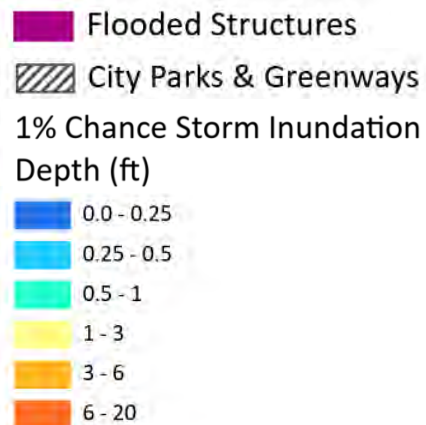 Flooded Structures
City Parks & Greenways
1% Chance Storm Inundation
Depth (ft)
0.0 - 0.25
0.25 - 0.5
0.5 - 1
1 - 3
3 - 6
6 - 20